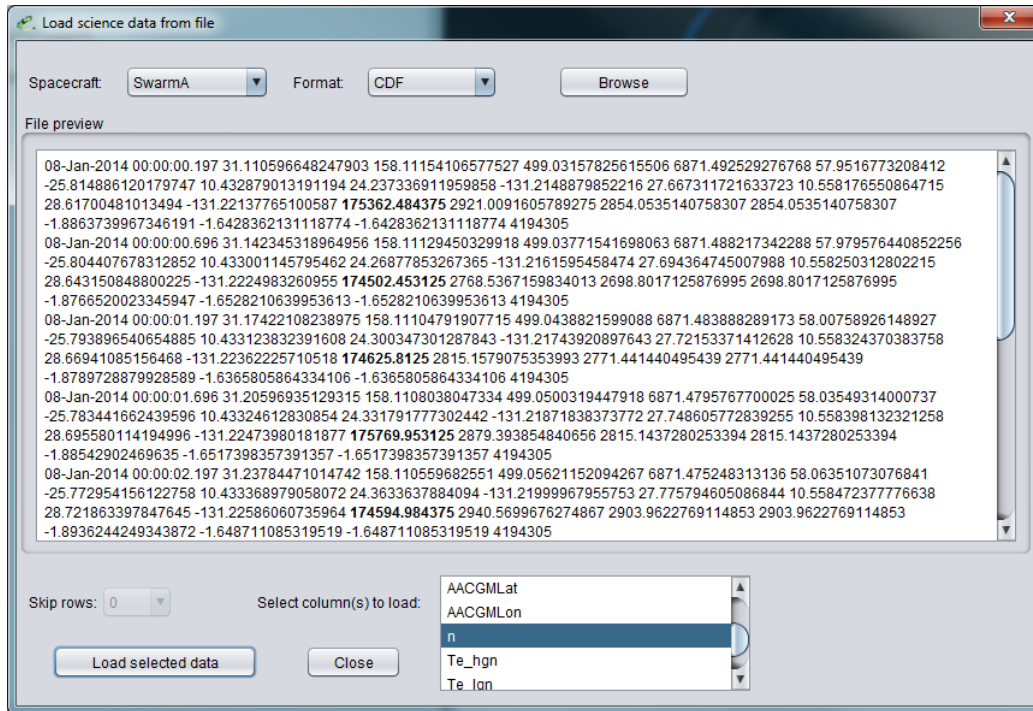 Load science data from file
Spacecraft: SwarmA Format: CDF Browse
File preview
08-Jan-2014 00:00:00.197 31.110596648247903 158.11154106577527 499.03157825615506 6871.492529276768 57.9516773208412
-25.814886120179747 10.432879013191194 24.237336911959858 -131.2148879852216 27.667311721633723 10.558176550864715
28.61700481013494 -131.22137765100587 175362.484375 2921.0091605789275 2854.0535140758307 2854.0535140758307
-1.8863739967346191 -1.6428362131118774 -1.6428362131118774 4194305
08-Jan-2014 00:00:00.696 31.142345318964956 158.11129450329918 499.03771541698063 6871.488217342288 57.979576440852256
-25.804407678312852 10.433001145795462 24.26877853267365 -131.2161595458474 27.694364745007988 10.558250312802215
28.643150848800225 -131.2224983260955 174502.453125 2768.5367159834013 2698.8017125876995 2698.8017125876995
-1.8766520023345947 -1.6528210639953613 -1.6528210639953613 4194305
08-Jan-2014 00:00:01.197 31.17422108238975 158.11104791907715 499.0438821599088 6871.483888289173 58.00758926148927
-25.793896540654885 10.433123832391608 24.300347301287843 -131.21743920897643 27.72153371412628 10.558324370383758
28.66941085156468 -131.22362225710518 174625.8125 2815.1579075353993 2771.441440495439 2771.441440495439
-1.8789728879928589 -1.6365805864334106 -1.6365805864334106 4194305
08-Jan-2014 00:00:01.696 31.20596935129315 158.1108038047334 499.0500319447918 6871.4795767700025 58.03549314000737
-25.783441662439596 10.43324612830854 24.331791777302442 -131.21871838373772 27.748605772839255 10.558398132321258
28.695580114194996 -131.22473980181877 175769.953125 2879.393854840656 2815.1437280253394 2815.1437280253394
-1.88542902469635 -1.6517398357391357 -1.6517398357391357 4194305
08-Jan-2014 00:00:02.197 31.23784471014742 158.110559682551 499.05621152094267 6871.475248313136 58.06351073076841
-25.772954156122758 10.433368979058072 24.3633637884094 -131.21999967955753 27.775794605086844 10.558472377776638
28.721863397847645 -131.22586060735964 174594.984375 2940.5699676274867 2903.9622769114853 2903.9622769114853
-1.8936244249343872 -1.648711085319519 -1.648711085319519 4194305
Skip rows: 0 Select column(s) to load:
AACGMLat
AACGMLon
n
Te_hgn
Te_lgn
Load selected data Close